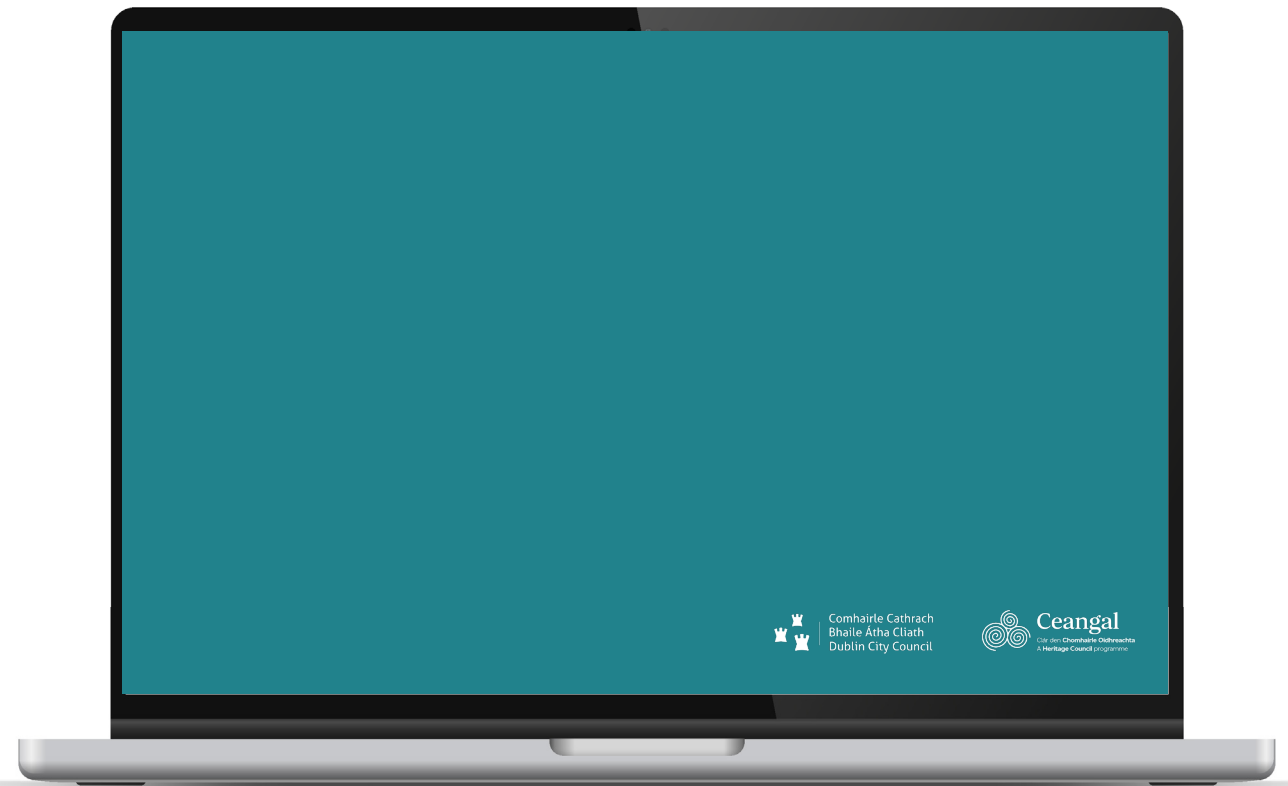 Comhairle Cathrach
Bhaile Átha Cliath
Dublin City Council
Ceangal
Clár den Chomhairle Oidhreachta
A Heritage Council programme